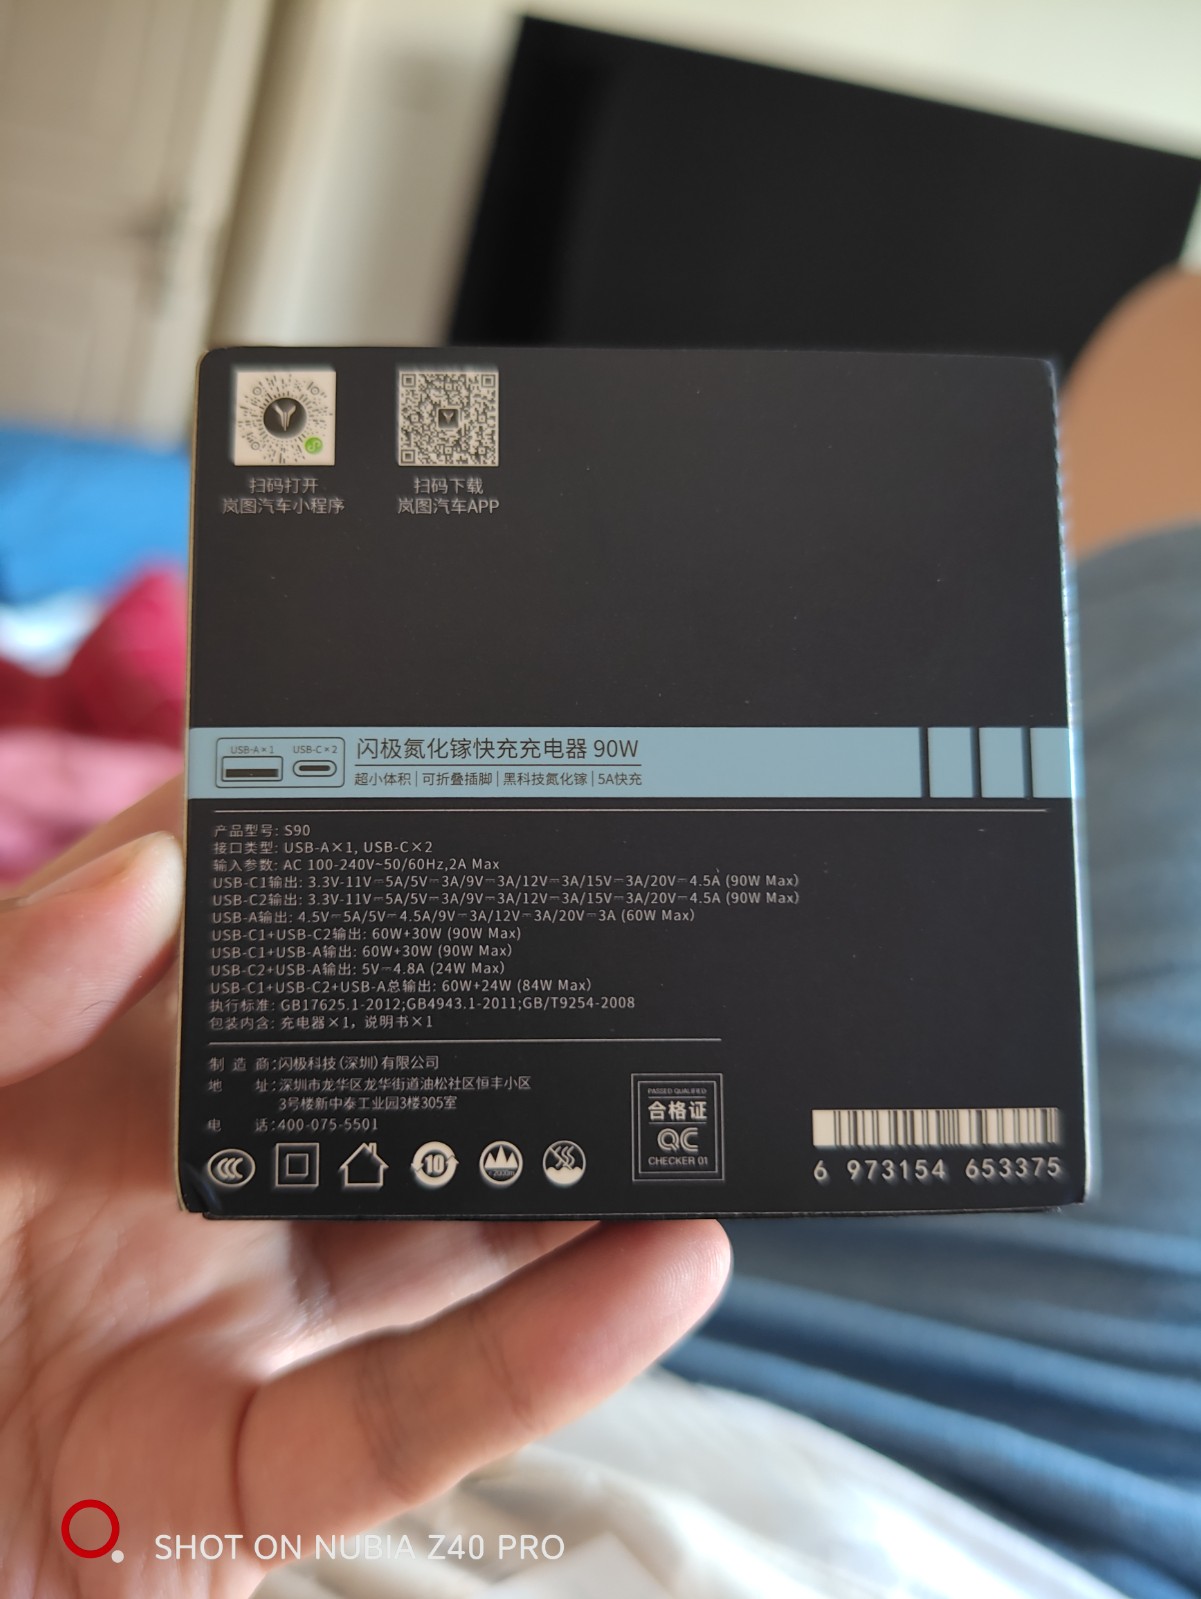 扫码打开
岚图汽车小程序
扫码下载
岚图汽车APP
USB-A×1 USB-C×2
闪极氮化镓快充充电器 90W
超小体积|可折叠插脚|黑科技氮化镓|5A快充
产品型号: S90
接口类型: USB-A×1, USB-C×2
输入参数: AC 100-240V~50/60Hz,2A Max
USB-C1输出: 3.3V-11V⎓5A/5V⎓3A/9V⎓3A/12V⎓3A/15V⎓3A/20V⎓4.5A (90W Max)
USB-C2输出: 3.3V-11V⎓5A/5V⎓3A/9V⎓3A/12V⎓3A/15V⎓3A/20V⎓4.5A (90W Max)
USB-A输出: 4.5V⎓5A/5V⎓4.5A/9V⎓3A/12V⎓3A/20V⎓3A (60W Max)
USB-C1+USB-C2输出: 60W+30W (90W Max)
USB-C1+USB-A输出: 60W+30W (90W Max)
USB-C2+USB-A输出: 5V⎓4.8A (24W Max)
USB-C1+USB-C2+USB-A总输出: 60W+24W (84W Max)
执行标准: GB17625.1-2012;GB4943.1-2011;GB/T9254-2008
包装内含: 充电器×1, 说明书×1
制 造 商:闪极科技(深圳)有限公司
地 址:深圳市龙华区龙华街道油松社区恒丰小区
3号楼新中泰工业园3楼305室
电 话:400-075-5501
10
2000m
PASSED QUALIFIED
合格证
QC
CHECKER 01
6 973154 653375
SHOT ON NUBIA Z40 PRO